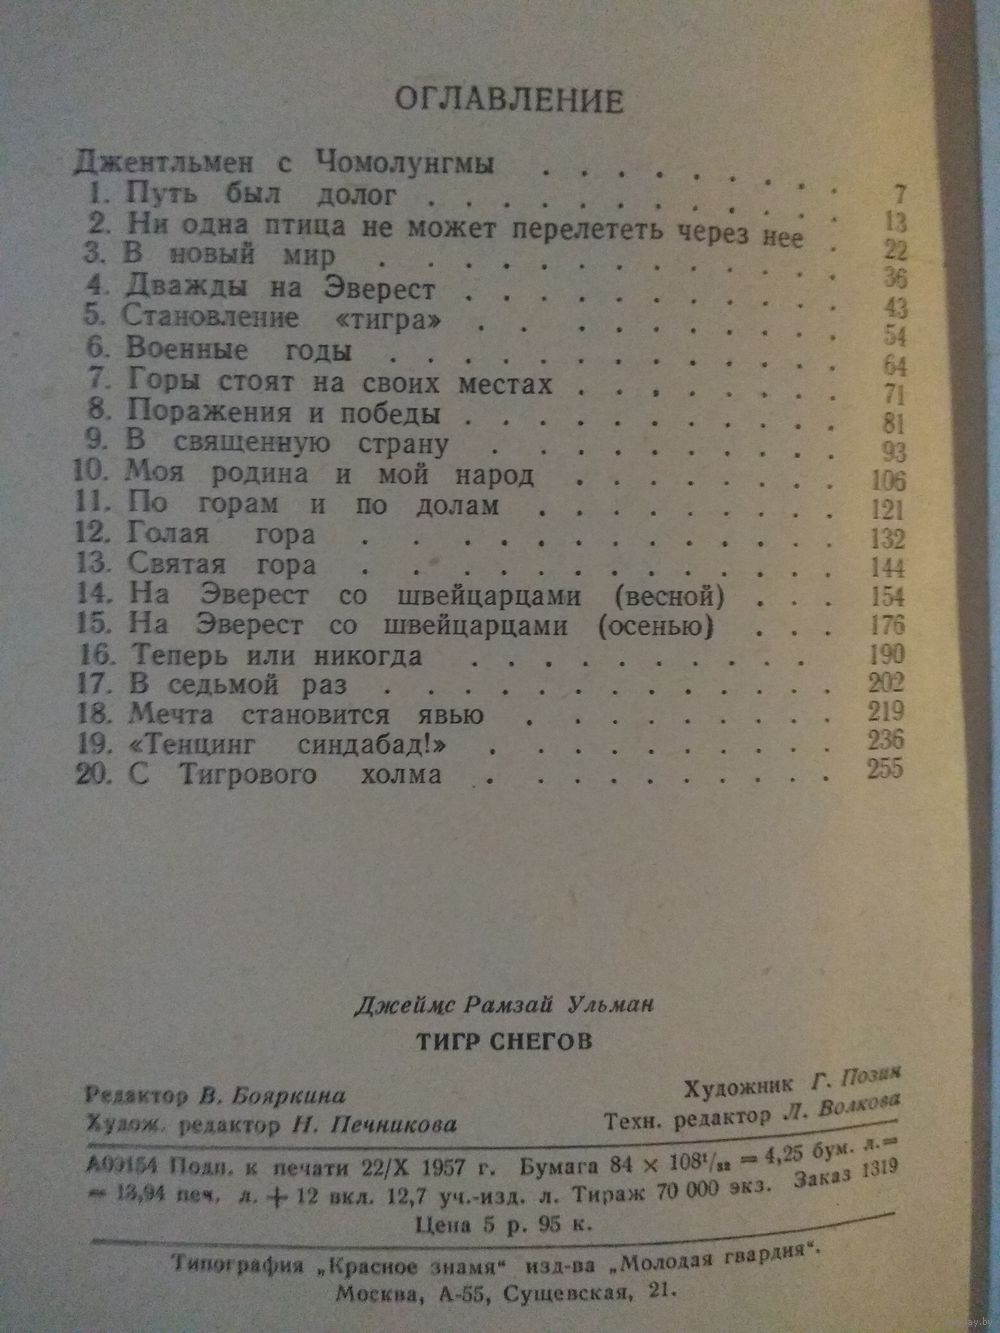 ОГЛАВЛЕНИЕ
Джентльмен с Чомолунгмы . . . . . . . . . 7
1. Путь был долог . . . . . . . . . . . . 13
2. Ни одна птица не может перелететь через нее . 22
3. В новый мир . . . . . . . . . . . . 36
4. Дважды на Эверест . . . . . . . . . . . 43
5. Становление «тигра» . . . . . . . . . . 54
6. Военные годы . . . . . . . . . . . . 64
7. Горы стоят на своих местах . . . . . . . . 71
8. Поражения и победы . . . . . . . . . . . 81
9. В священную страну . . . . . . . . . . 93
10. Моя родина и мой народ . . . . . . . . 106
11. По горам и по долам . . . . . . . . . 121
12. Голая гора . . . . . . . . . . . . 132
13. Святая гора . . . . . . . . . . . . 144
14. На Эверест со швейцарцами (весной) . . . 154
15. На Эверест со швейцарцами (осенью) . . . 176
16. Теперь или никогда . . . . . . . . . . 190
17. В седьмой раз . . . . . . . . . . . . 202
18. Мечта становится явью . . . . . . . . . 219
19. «Тенцинг синдабад!» . . . . . . . . . . 236
20. С Тигрового холма . . . . . . . . . . 255
Джеймс Рамзай Ульман
ТИГР СНЕГОВ
Редактор В. Бояркина Художник Г. Позин
Худож. редактор Н. Печникова Техн. редактор Л. Волкова
А09154 Подп. к печати 22/X 1957 г. Бумага 84 × 108¹/₃₂ = 4,25 бум. л.=
= 13,94 печ. л. + 12 вкл. 12,7 уч.-изд. л. Тираж 70 000 экз. Заказ 1319
Цена 5 р. 95 к.
Типография „Красное знамя“ изд-ва „Молодая гвардия“.
Москва, А-55, Сущевская, 21.